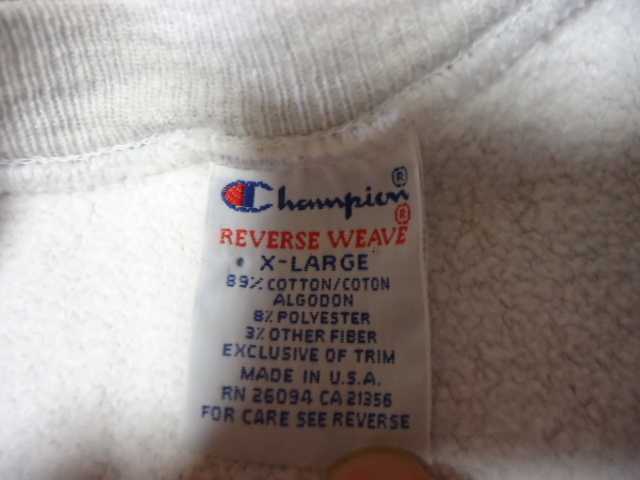 Champion®
REVERSE WEAVE®
X-LARGE
89% COTTON/COTON
ALGODON
8% POLYESTER
3% OTHER FIBER
EXCLUSIVE OF TRIM
MADE IN U.S.A.
RN 26094 CA 21356
FOR CARE SEE REVERSE